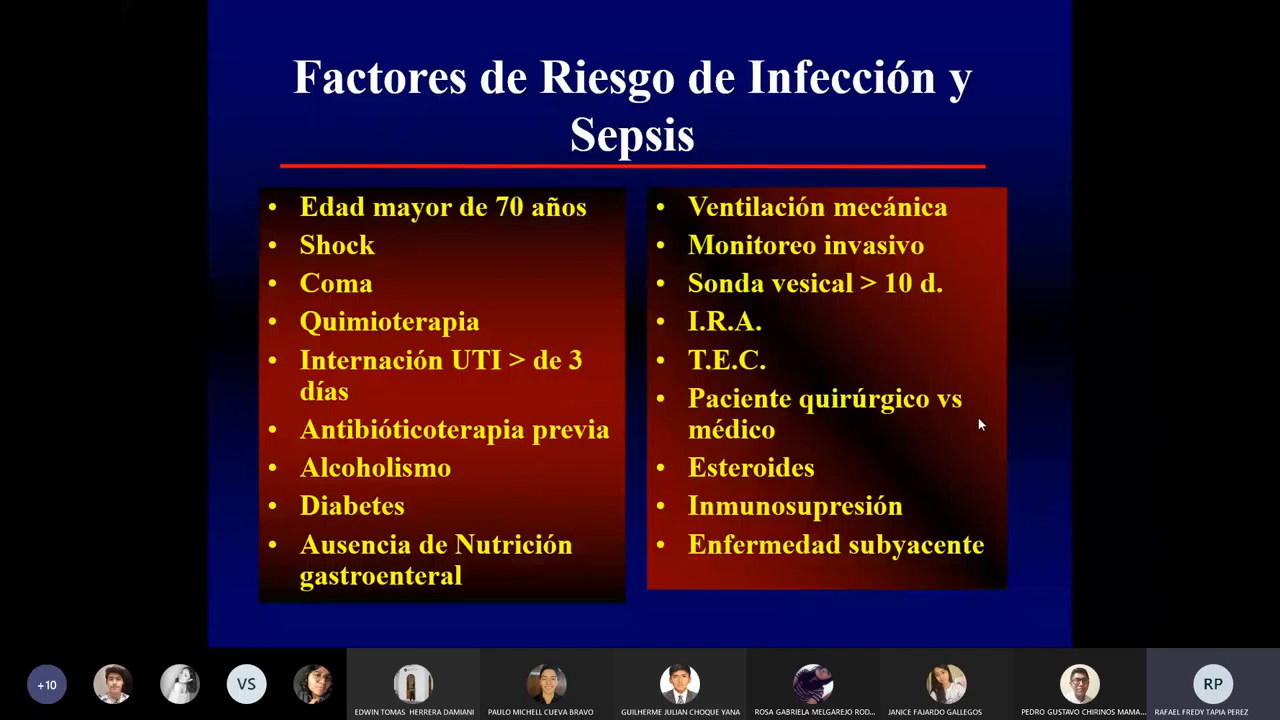 Factores de Riesgo de Infección y
Sepsis
• Edad mayor de 70 años
• Shock
• Coma
• Quimioterapia
• Internación UTI > de 3
días
• Antibióticoterapia previa
• Alcoholismo
• Diabetes
• Ausencia de Nutrición
gastroenteral
• Ventilación mecánica
• Monitoreo invasivo
• Sonda vesical > 10 d.
• I.R.A.
• T.E.C.
• Paciente quirúrgico vs
médico
• Esteroides
• Inmunosupresión
• Enfermedad subyacente
+10
VS
EDWIN TOMAS HERRERA DAMIANI
PAULO MICHELL CUEVA BRAVO
GUILHERME JULIAN CHOQUE YANA
ROSA GABRIELA MELGAREJO ROD...
JANICE FAJARDO GALLEGOS
PEDRO GUSTAVO CHIRINOS MAMA...
RP
RAFAEL FREDY TAPIA PEREZ